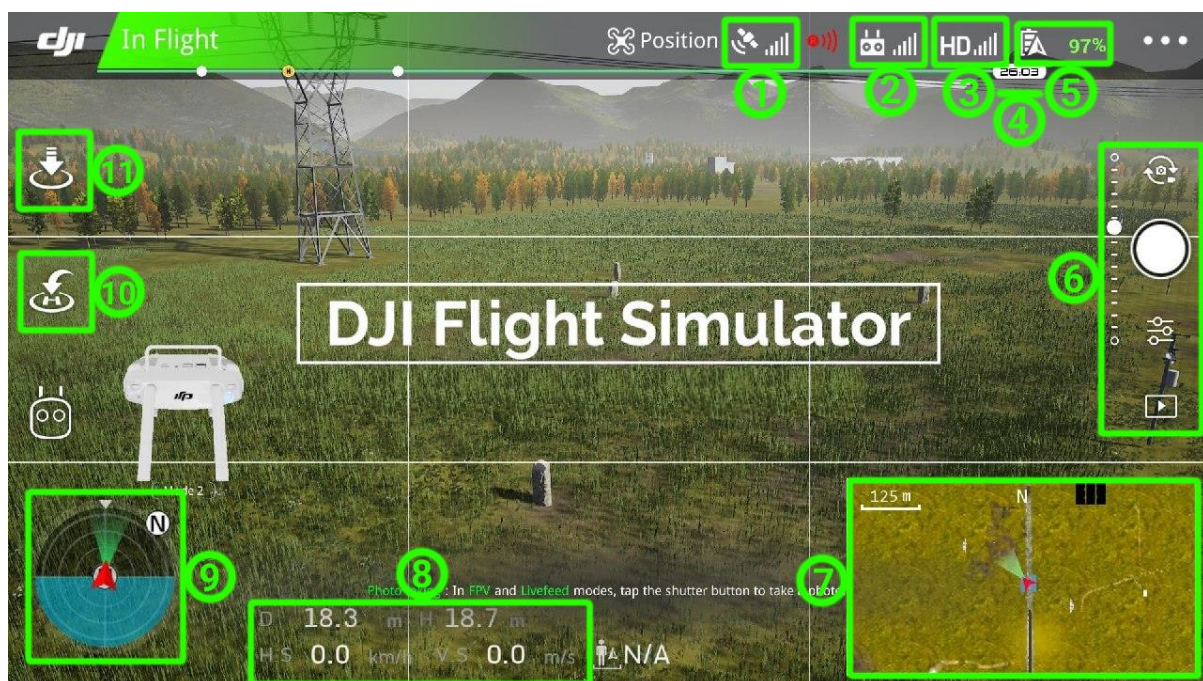 dji In Flight Position HD 97%
26:03
1 2 3 4 5
11
6
10
DJI Flight Simulator
Mode 2
125 m N
N
9 8 7
: In FPV and Livefeed modes, tap the shutter button to take a photo
D 18.3 m H 18.7 m
H S 0.0 km/h V S 0.0 m/s N/A